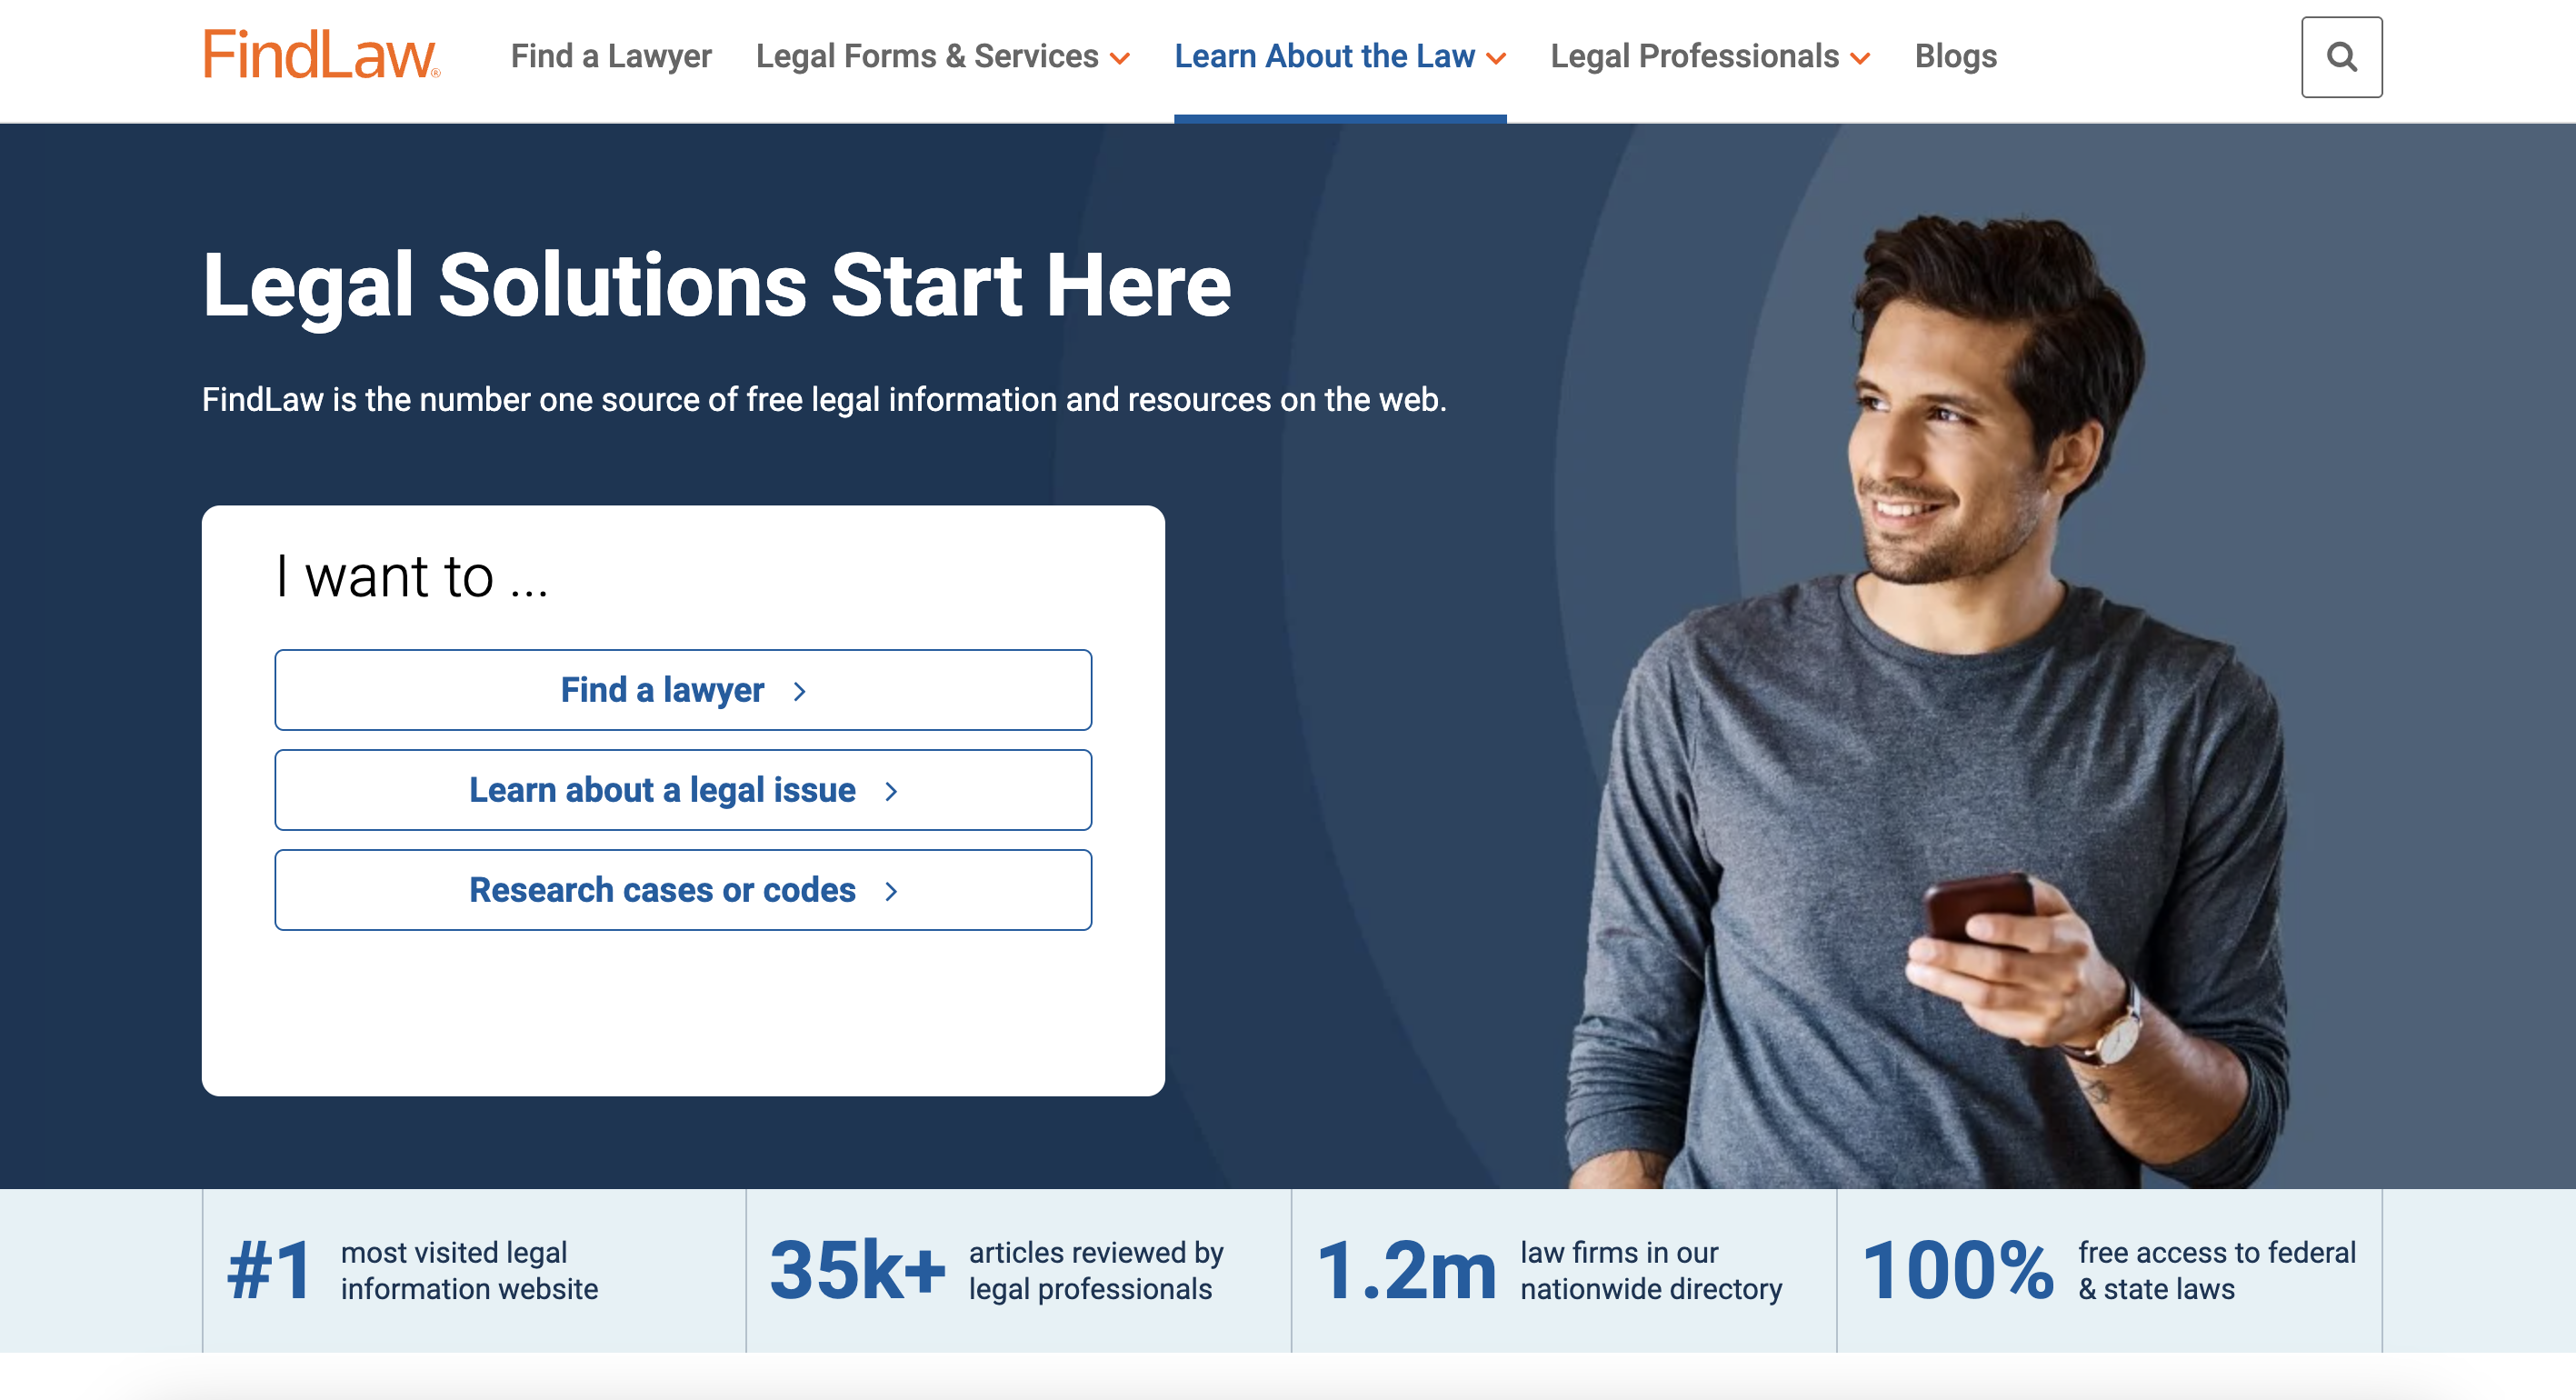 FindLaw®
Find a Lawyer
Legal Forms & Services
Learn About the Law
Legal Professionals
Blogs
Legal Solutions Start Here
FindLaw is the number one source of free legal information and resources on the web.
I want to ...
Find a lawyer
Learn about a legal issue
Research cases or codes
#1
most visited legal
information website
35k+
articles reviewed by
legal professionals
1.2m
law firms in our
nationwide directory
100%
free access to federal
& state laws